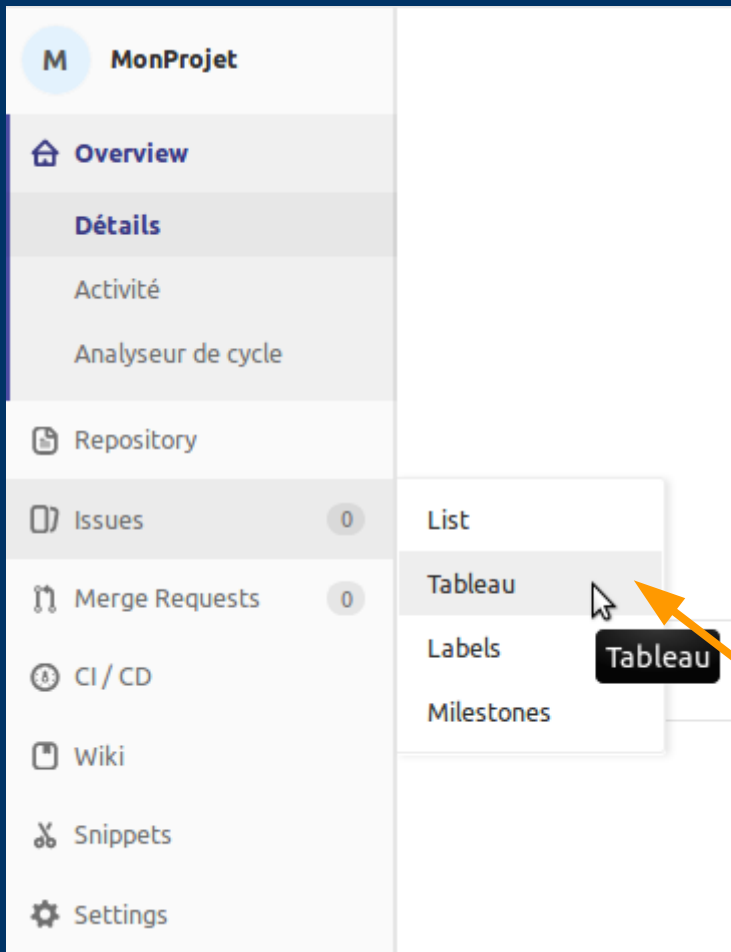 M MonProjet
Overview
Détails
Activité
Analyseur de cycle
Repository
Issues 0
Merge Requests 0
CI / CD
Wiki
Snippets
Settings
List
Tableau
Labels
Milestones
Tableau